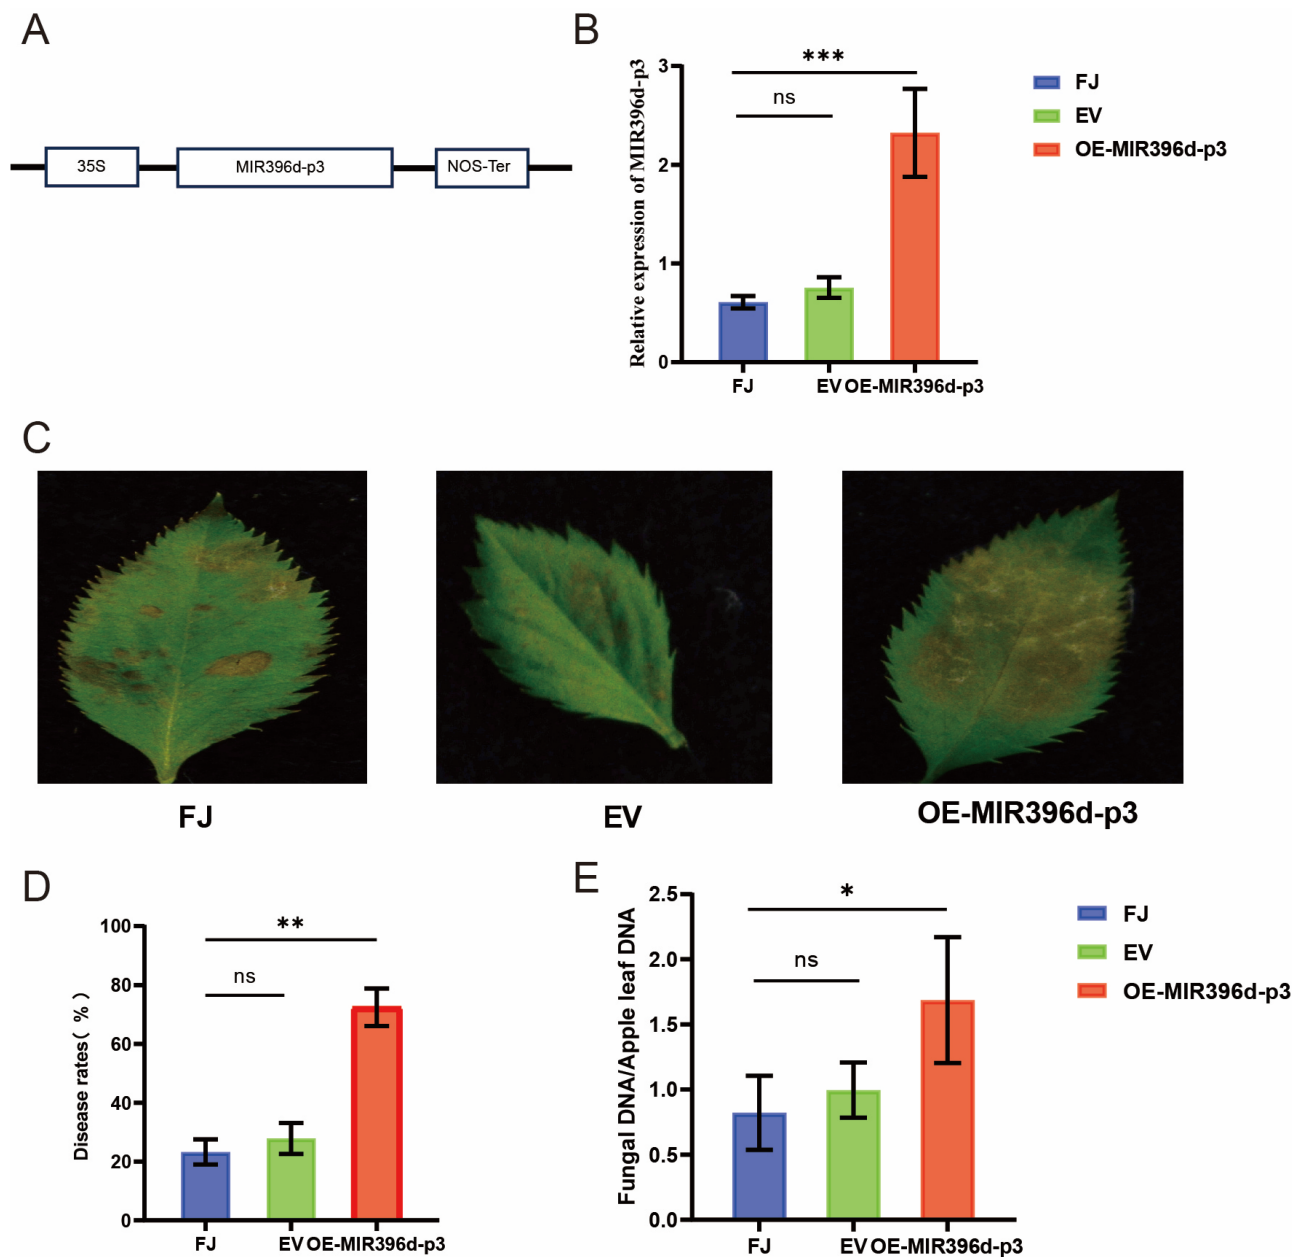 A
35S
MIR396d-p3
NOS-Ter
B
Relative expression of MIR396d-p3
3
2
1
0
***
ns
FJ
EV
OE-MIR396d-p3
FJ
EV
OE-MIR396d-p3
C
FJ
EV
OE-MIR396d-p3
D
Disease rates( % )
100
80
60
40
20
0
**
ns
FJ
EV
OE-MIR396d-p3
E
Fungal DNA/Apple leaf DNA
2.5
2.0
1.5
1.0
0.5
0.0
*
ns
FJ
EV
OE-MIR396d-p3
FJ
EV
OE-MIR396d-p3